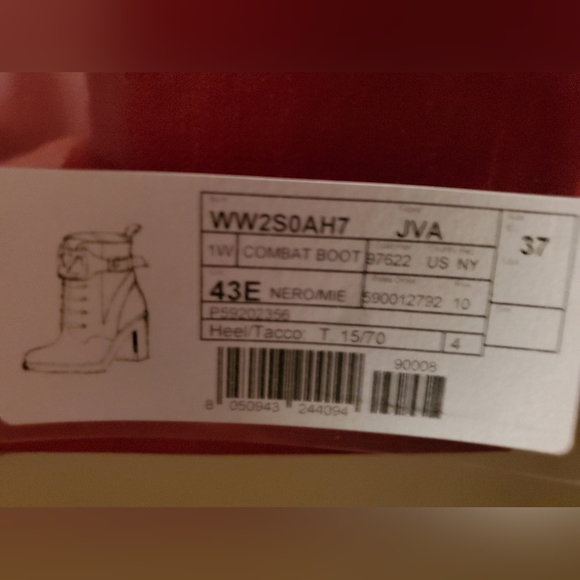 WW2S0AH7 JVA 37
1W COMBAT BOOT 97622 US NY
43E NERO/MIE 590012792 10
P59202356
Heel/Tacco: T. 15/70 4
90008
8 050943 244094